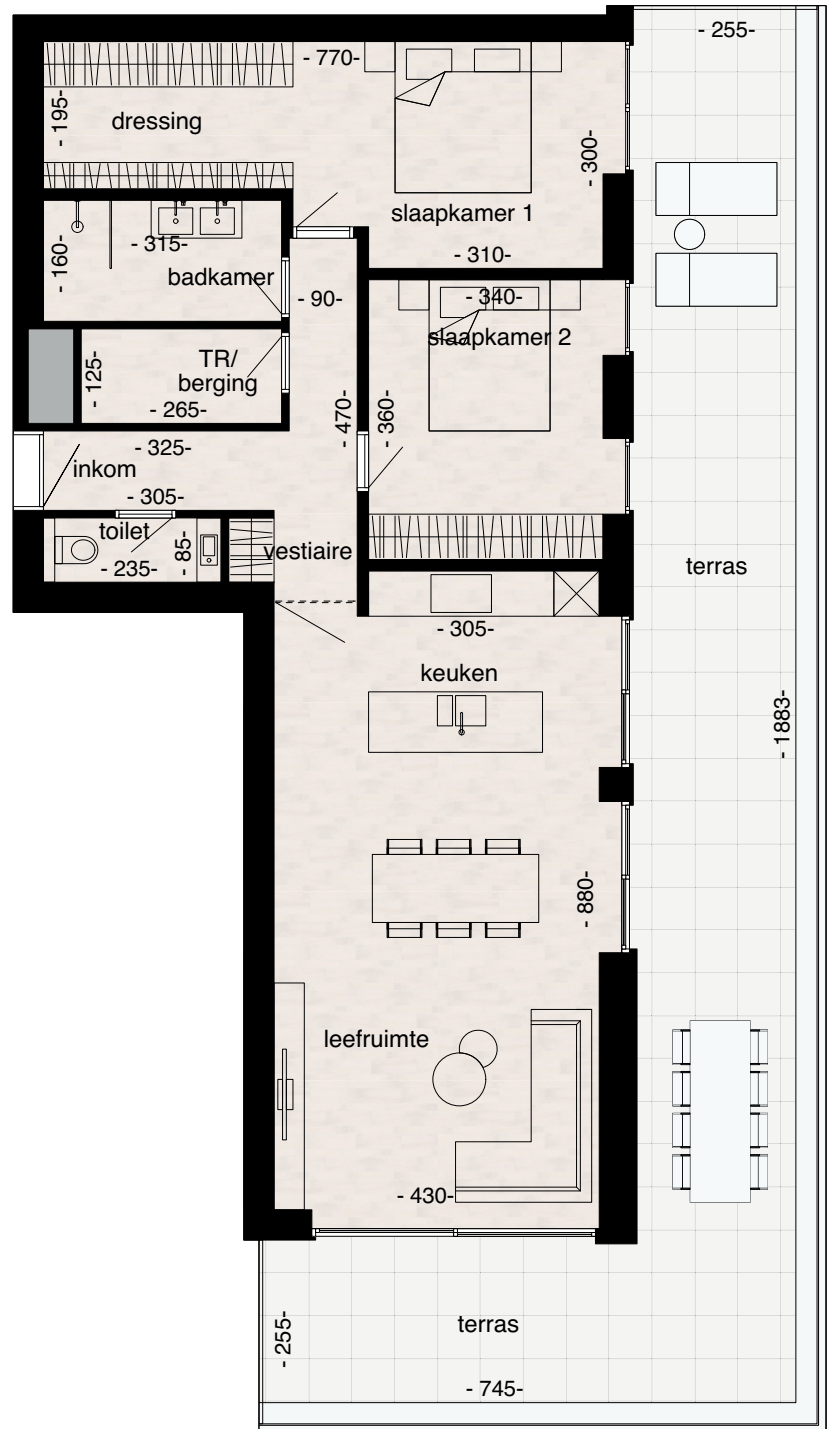 - 255-
- 770-
- 195-
dressing
- 300-
slaapkamer 1
- 310-
- 160-
- 315-
badkamer
- 90-
- 340-
slaapkamer 2
TR/
berging
- 125-
- 265-
- 470-
- 360-
- 325-
inkom
- 305-
toilet
- 85-
- 235-
vestiaire
terras
- 305-
keuken
- 1883-
- 880-
leefruimte
- 430-
- 255-
terras
- 745-